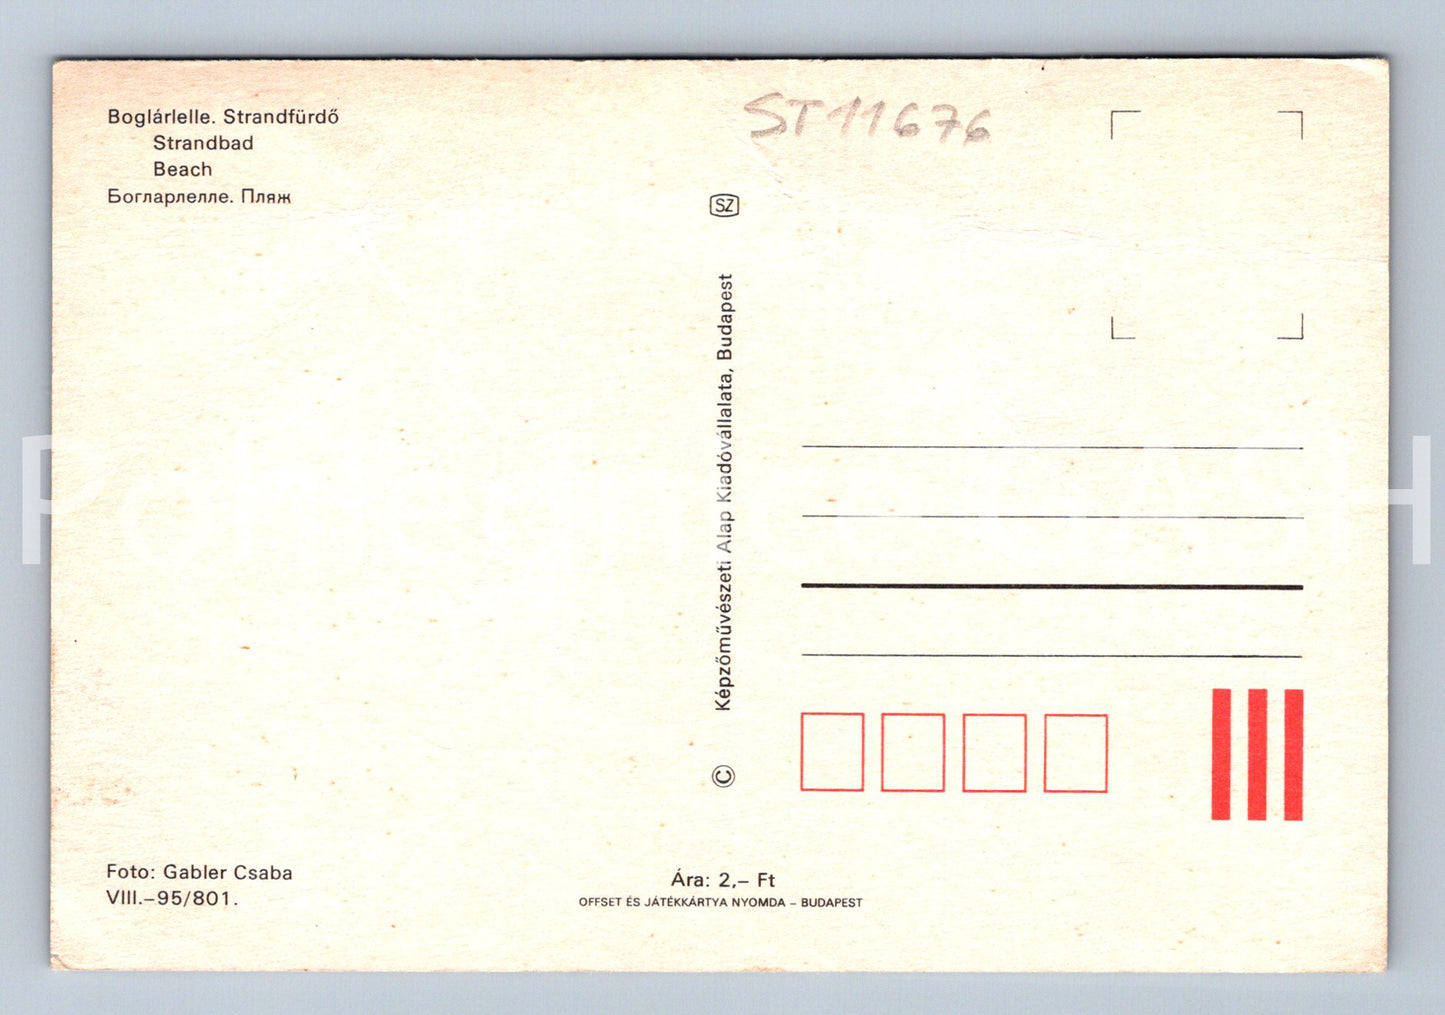 Boglárlelle. Strandfürdő
Strandbad
Beach
Богларлелле. Пляж
ST11676
SZ
© Képzőművészeti Alap Kiadóvállalata, Budapest
Foto: Gabler Csaba
VIII.–95/801.
Ára: 2,– Ft
OFFSET ÉS JÁTÉKKÁRTYA NYOMDA – BUDAPEST